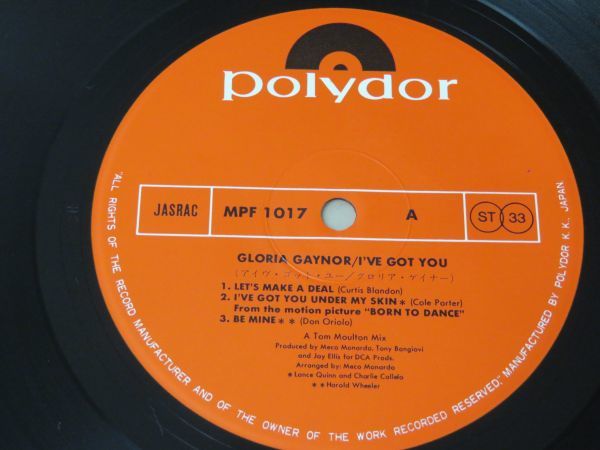 polydor
JASRAC MPF 1017 A ST 33
GLORIA GAYNOR/I'VE GOT YOU
(アイヴ・ゴット・ユー/グロリア・ゲイナー)
1. LET'S MAKE A DEAL (Curtis Blandon)
2. I'VE GOT YOU UNDER MY SKIN* (Cole Porter)
From the motion picture "BORN TO DANCE"
3. BE MINE** (Don Oriolo)
A Tom Moulton Mix
Produced by Meco Monardo, Tony Bongiovi
and Jay Ellis for DCA Prods.
Arranged by: Meco Monardo
*Lance Quinn and Charlie Callelo
**Harold Wheeler
"ALL RIGHTS OF THE RECORD MANUFACTURER AND OF THE OWNER OF THE WORK RECORDED RESERVED," MANUFACTURED BY POLYDOR K.K., JAPAN.